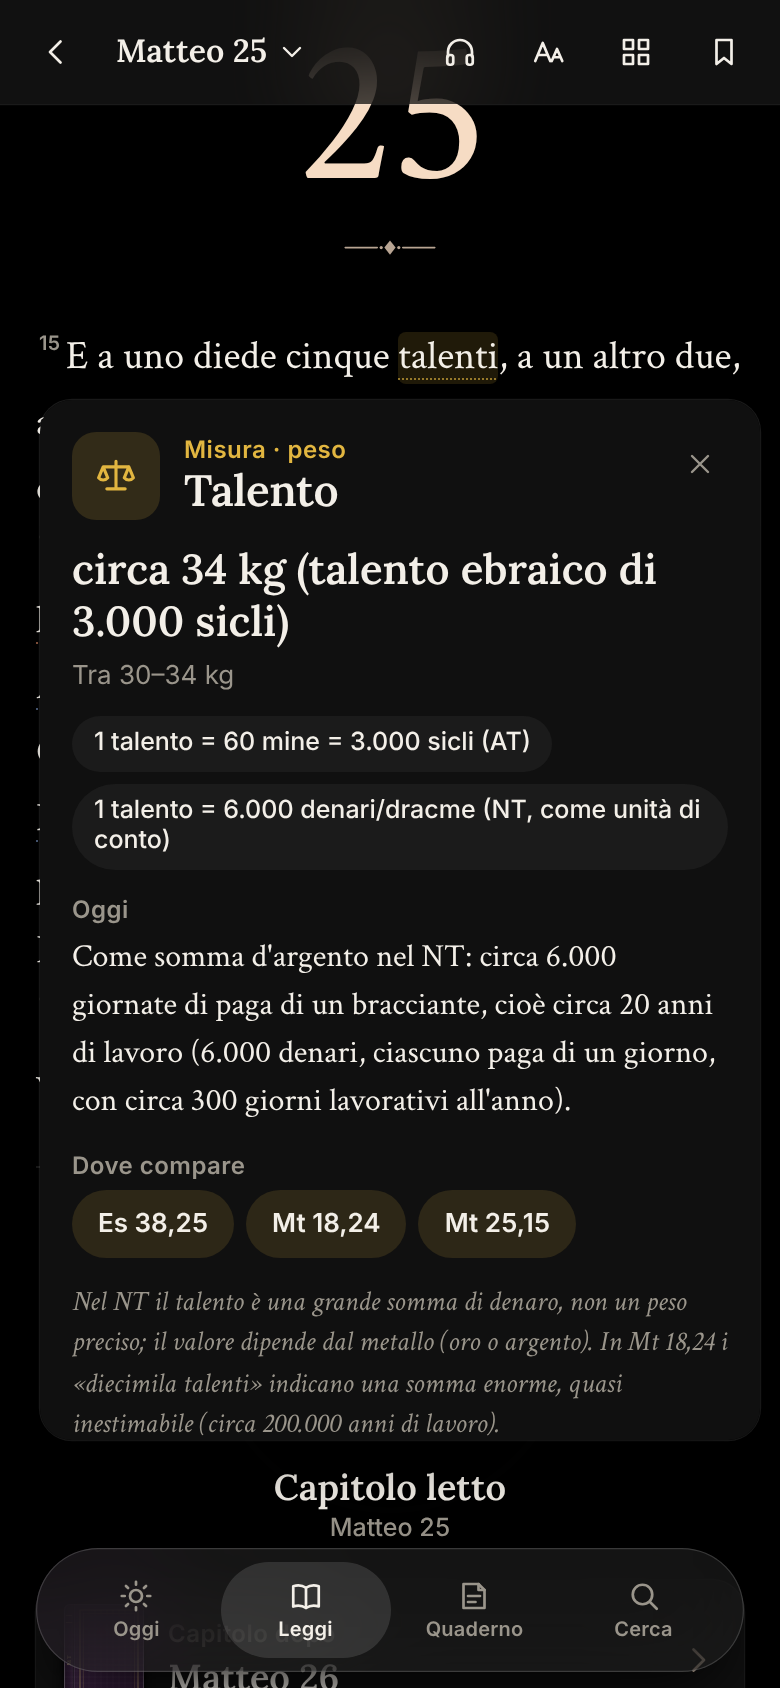 Matteo 25
25
15 E a uno diede cinque talenti, a un altro due,
Misura · peso
Talento
circa 34 kg (talento ebraico di
3.000 sicli)
Tra 30–34 kg
1 talento = 60 mine = 3.000 sicli (AT)
1 talento = 6.000 denari/dracme (NT, come unità di
conto)
Oggi
Come somma d'argento nel NT: circa 6.000
giornate di paga di un bracciante, cioè circa 20 anni
di lavoro (6.000 denari, ciascuno paga di un giorno,
con circa 300 giorni lavorativi all'anno).
Dove compare
Es 38,25 Mt 18,24 Mt 25,15
Nel NT il talento è una grande somma di denaro, non un peso
preciso; il valore dipende dal metallo (oro o argento). In Mt 18,24 i
«diecimila talenti» indicano una somma enorme, quasi
inestimabile (circa 200.000 anni di lavoro).
Capitolo letto
Matteo 25
Oggi Leggi Quaderno Cerca
Capitolo
Matteo 26